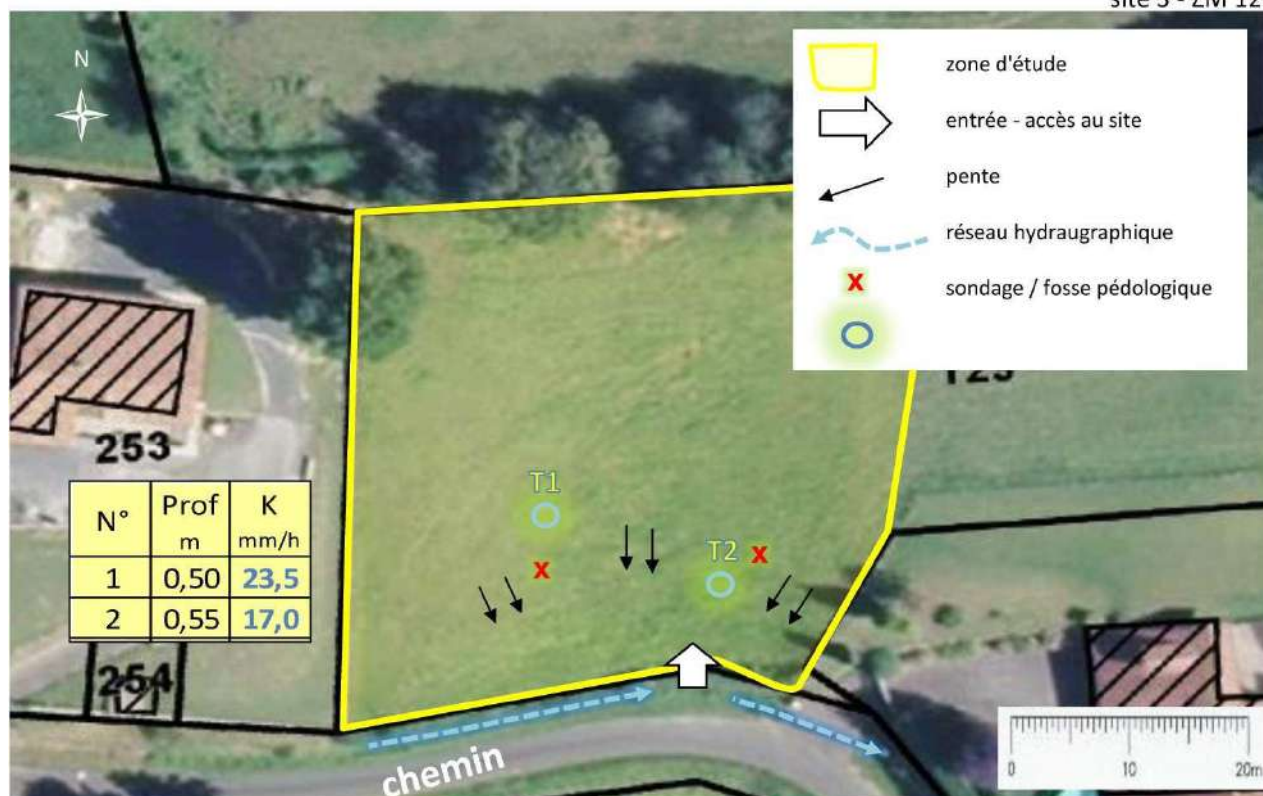 site 3 - ZM 12
N
zone d'étude
entrée - accès au site
pente
réseau hydraugraphique
x
sondage / fosse pédologique
253
N° Prof m K mm/h
1 0,50 23,5
2 0,55 17,0
254
T1
x
T2
x
chemin
0 10 20m